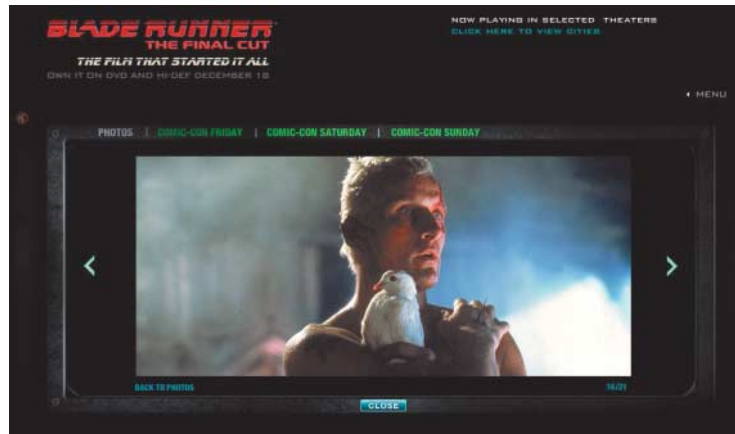 BLADE RUNNER
THE FINAL CUT
THE FILM THAT STARTED IT ALL
OWN IT ON DVD AND HI-DEF DECEMBER 18
NOW PLAYING IN SELECTED THEATERS
CLICK HERE TO VIEW CITIES
MENU
PHOTOS | COMIC-CON FRIDAY | COMIC-CON SATURDAY | COMIC-CON SUNDAY
BACK TO PHOTOS 16/21
CLOSE